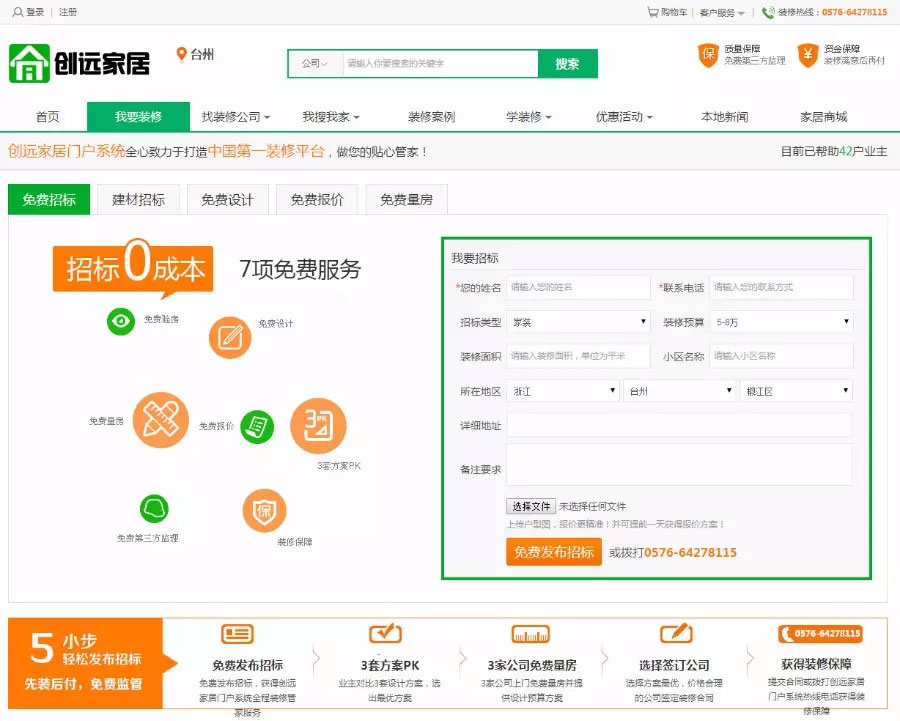 登录 | 注册
购物车 | 客户服务 | 装修热线：0576-64278115
创远家居
台州
公司 请输入你要搜索的关键字 搜索
质量保障
免费第三方监理
资金保障
装修满意后再付
首页 我要装修 找装修公司 我搜我家 装修案例 学装修 优惠活动 本地新闻 家居商城
创远家居门户系统全心致力于打造中国第一装修平台，做您的贴心管家！ 目前已帮助42户业主
免费招标 建材招标 免费设计 免费报价 免费量房
招标0成本 7项免费服务
免费验房
免费设计
免费量房
免费报价
3套方案PK
免费第三方监理
保
装修保障
我要招标
*您的姓名 请输入您的姓名 *联系电话 请输入您的联系方式
招标类型 家装 装修预算 5-8万
装修面积 请输入装修面积，单位为平米 小区名称 请输入小区名称
所在地区 浙江 台州 椒江区
详细地址
备注要求
选择文件 未选择任何文件
上传户型图，报价更精准！并可提前一天获得报价方案！
免费发布招标 或拨打0576-64278115
5 小步
轻松发布招标
先装后付，免费监管
免费发布招标
免费发布招标，获得创远
家居门户系统全程装修管
家服务
3套方案PK
业主对比3套设计方案，选
出最优方案
3家公司免费量房
3家公司上门免费量房并提
供设计预算方案
选择签订公司
选择方案最优，价格合理
的公司签定装修合同
0576-64278115
获得装修保障
提交合同或拨打创远家居
门户系统热线电话获得装
修保障